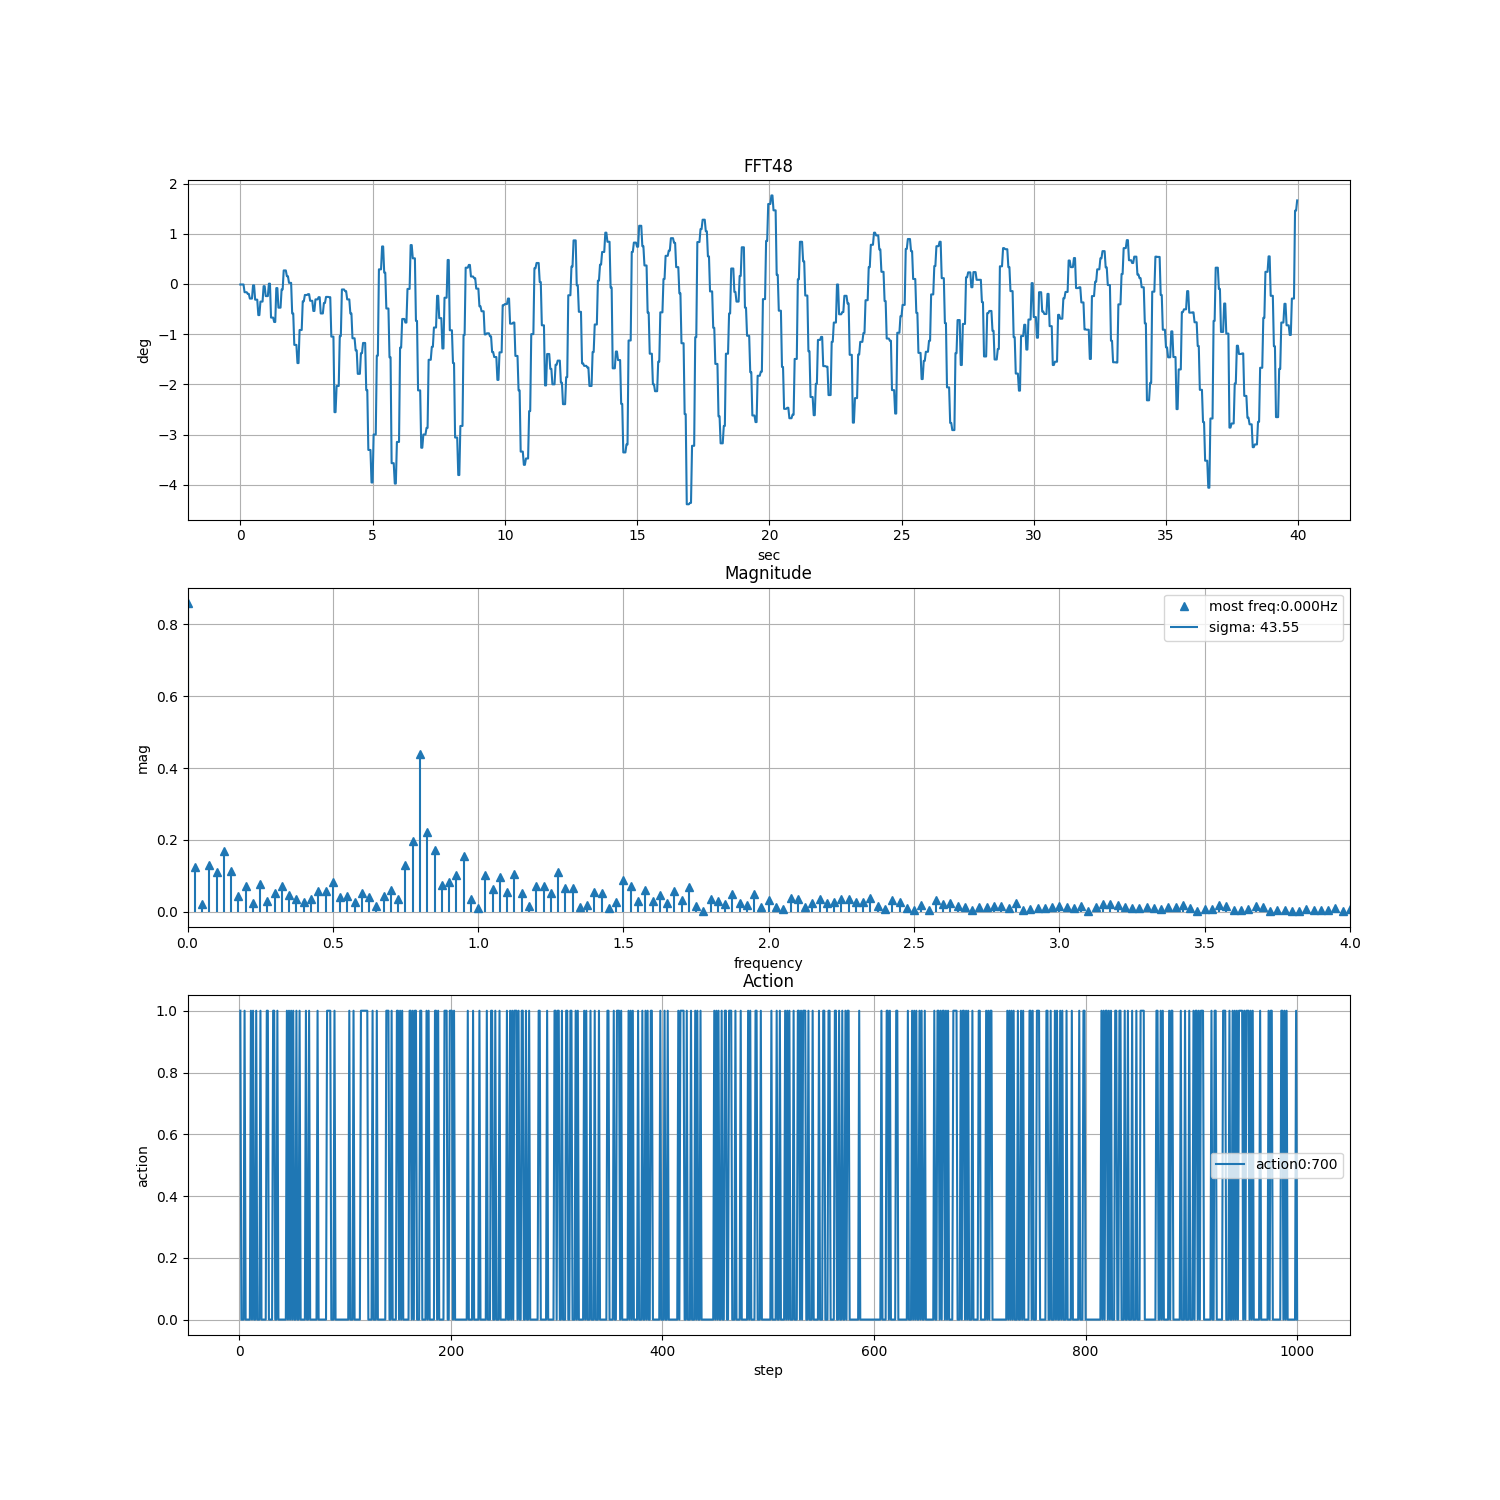 FFT48
2
1
0
−1
−2
−3
−4
deg
0 5 10 15 20 25 30 35 40
sec
Magnitude
most freq:0.000Hz
sigma: 43.55
0.8
0.6
0.4
0.2
0.0
mag
0.0 0.5 1.0 1.5 2.0 2.5 3.0 3.5 4.0
frequency
Action
1.0
0.8
0.6
0.4
0.2
0.0
action
action0:700
0 200 400 600 800 1000
step